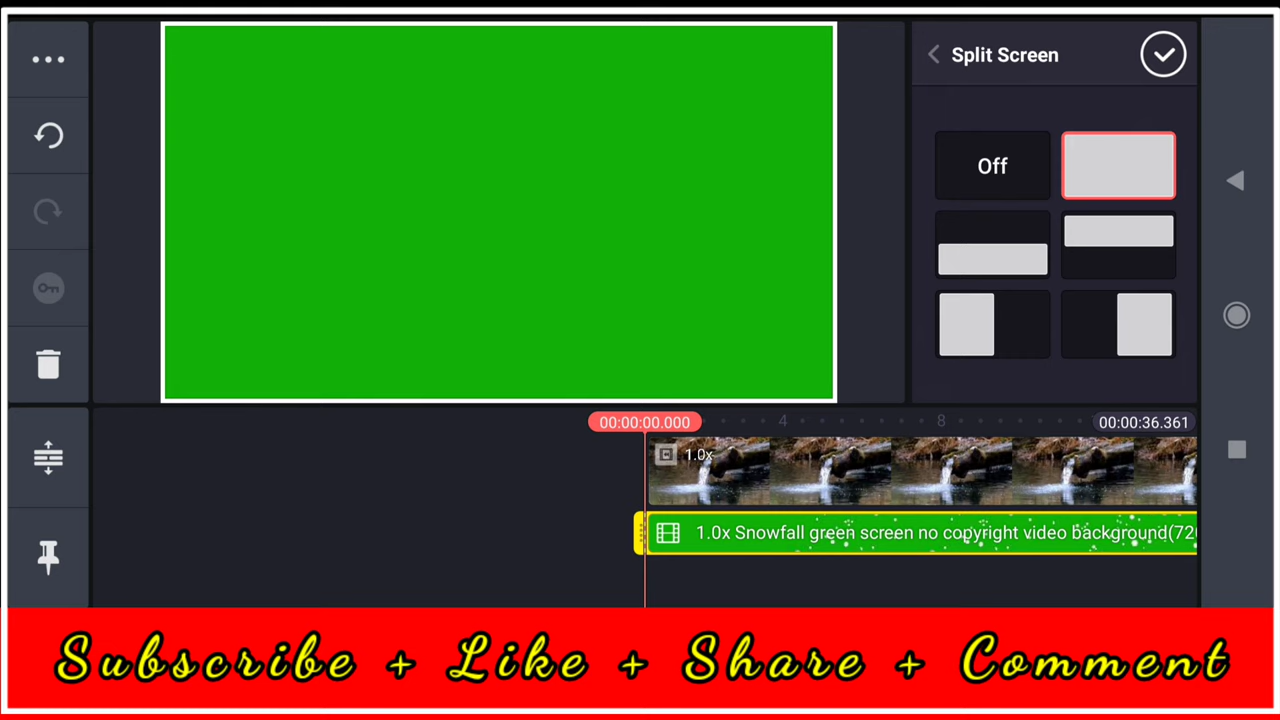 Split Screen
Off
00:00:00.000
4
8
00:00:36.361
1.0x
1.0x Snowfall green screen no copyright video background(720
Subscribe + Like + Share + Comment